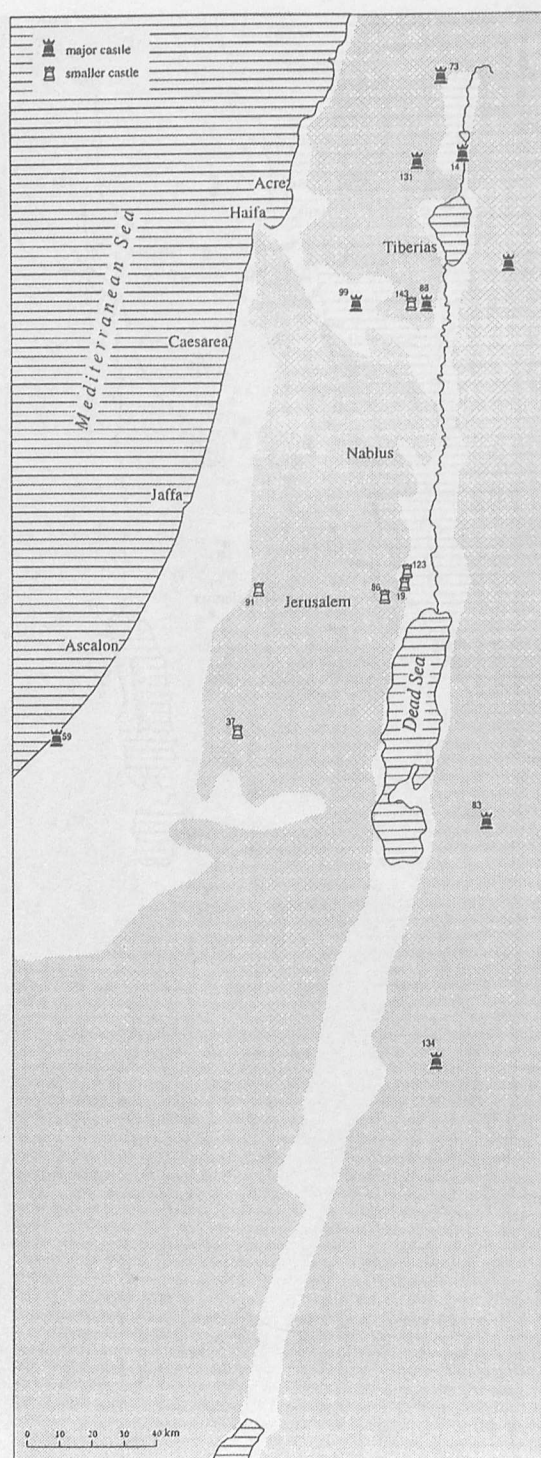 major castle
smaller castle
73
131
14
Acre
Haifa
Tiberias
Mediterranean Sea
99
143
88
Caesarea
Nablus
Jaffa
123
86
19
91
Jerusalem
Ascalon
Dead Sea
37
59
83
134
0 10 20 40 km